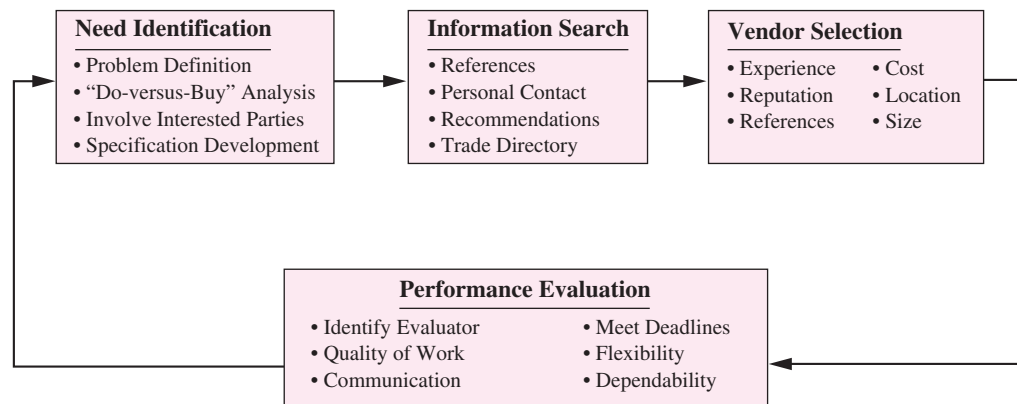 Need Identification
• Problem Definition
• “Do-versus-Buy” Analysis
• Involve Interested Parties
• Specification Development
Information Search
• References
• Personal Contact
• Recommendations
• Trade Directory
Vendor Selection
• Experience
• Reputation
• References
• Cost
• Location
• Size
Performance Evaluation
• Identify Evaluator
• Quality of Work
• Communication
• Meet Deadlines
• Flexibility
• Dependability